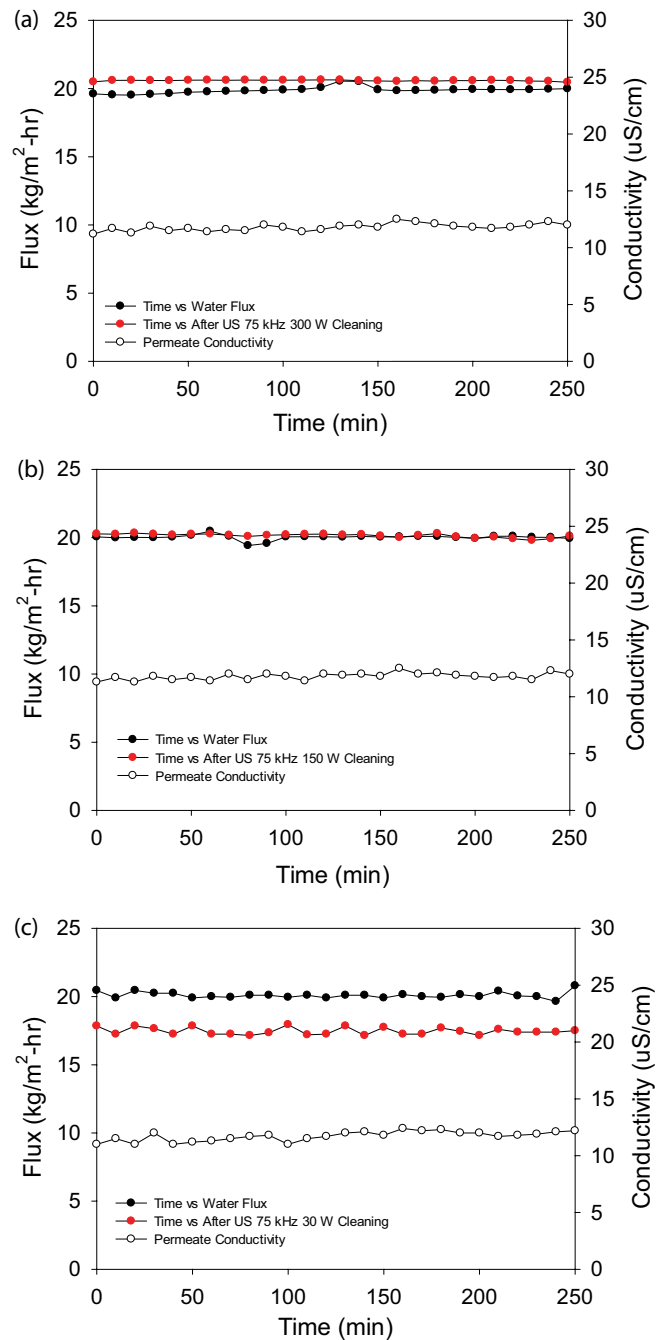 (a)
30
25
20
15
10
5
0
Flux (kg/m²-hr)
25
20
15
10
5
0
Conductivity (uS/cm)
Time vs Water Flux
Time vs After US 75 kHz 300 W Cleaning
Permeate Conductivity
0 50 100 150 200 250
Time (min)
(b)
25
20
15
10
5
0
Flux (kg/m²-hr)
30
25
20
15
10
5
0
Conductivity (uS/cm)
Time vs Water Flux
Time vs After US 75 kHz 150 W Cleaning
Permeate Conductivity
0 50 100 150 200 250
Time (min)
(c)
25
20
15
10
5
0
Flux (kg/m²-hr)
30
25
20
15
10
5
0
Conductivity (uS/cm)
Time vs Water Flux
Time vs After US 75 kHz 30 W Cleaning
Permeate Conductivity
0 50 100 150 200 250
Time (min)